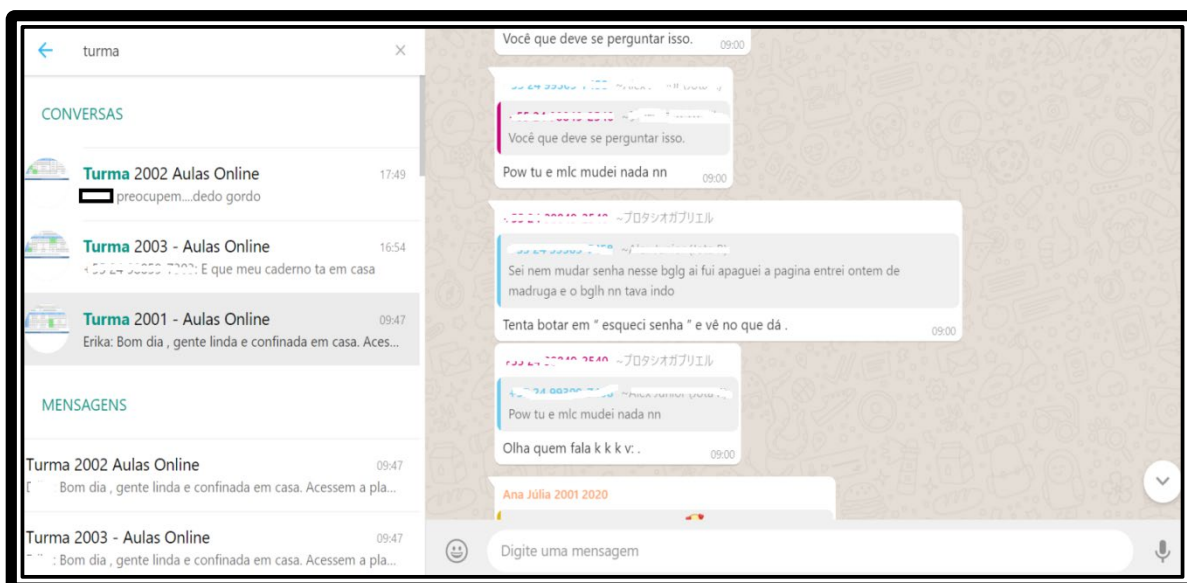 turma
CONVERSAS
Turma 2002 Aulas Online 17:49
preocupem....dedo gordo
Turma 2003 - Aulas Online 16:54
E que meu caderno ta em casa
Turma 2001 - Aulas Online 09:47
Erika: Bom dia , gente linda e confinada em casa. Aces...
MENSAGENS
Turma 2002 Aulas Online 09:47
Bom dia , gente linda e confinada em casa. Acessem a pla...
Turma 2003 - Aulas Online 09:47
: Bom dia , gente linda e confinada em casa. Acessem a pla...
Você que deve se perguntar isso. 09:00
Você que deve se perguntar isso.
Pow tu e mlc mudei nada nn 09:00
~プロタシオガブリエル
Sei nem mudar senha nesse bglg ai fui apaguei a pagina entrei ontem de
madruga e o bglh nn tava indo
Tenta botar em " esqueci senha " e vê no que dá . 09:00
~プロタシオガブリエル
Pow tu e mlc mudei nada nn
Olha quem fala k k k v: . 09:00
Ana Júlia 2001 2020
Digite uma mensagem